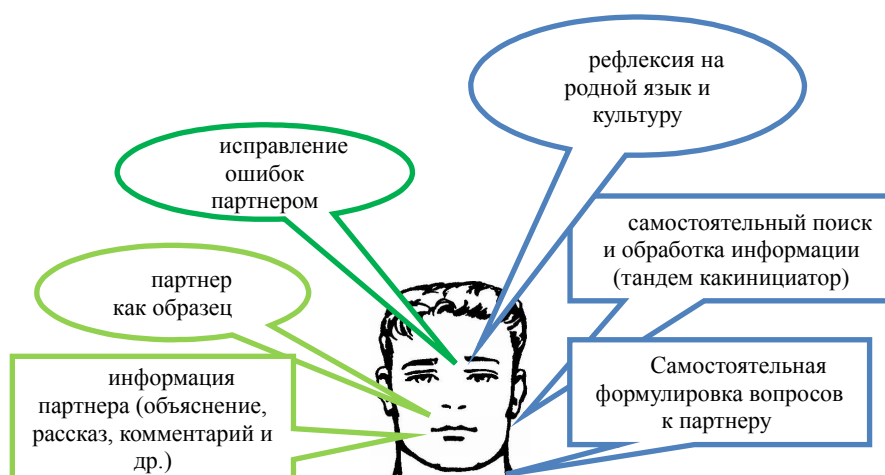 рефлексия на
родной язык и
культуру
исправление
ошибок
партнером
самостоятельный поиск
и обработка информации
(тандем какинициатор)
партнер
как образец
Самостоятельная
формулировка вопросов
к партнеру
информация
партнера (объяснение,
рассказ, комментарий и
др.)